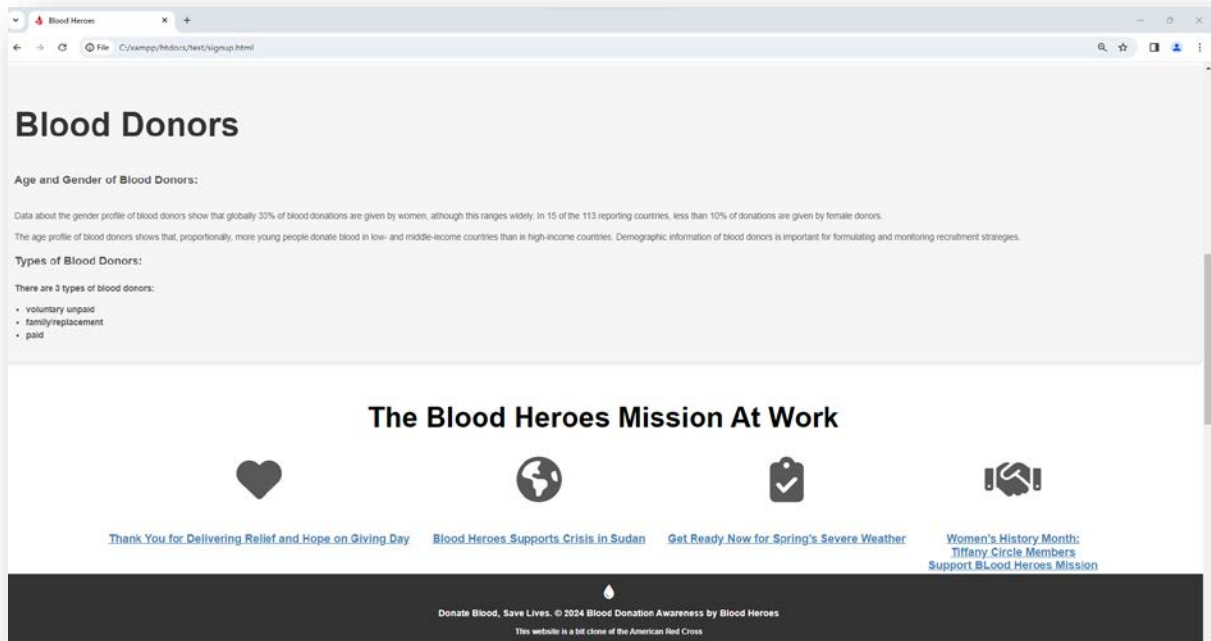 Blood Heroes
File C:/xampp/htdocs/test/signup.html
Blood Donors
Age and Gender of Blood Donors:
Data about the gender profile of blood donors show that globally 33% of blood donations are given by women, although this ranges widely. In 15 of the 113 reporting countries, less than 10% of donations are given by female donors.
The age profile of blood donors shows that, proportionally, more young people donate blood in low- and middle-income countries than in high-income countries. Demographic information of blood donors is important for formulating and monitoring recruitment strategies.
Types of Blood Donors:
There are 3 types of blood donors:
• voluntary unpaid
• family/replacement
• paid
The Blood Heroes Mission At Work
Thank You for Delivering Relief and Hope on Giving Day
Blood Heroes Supports Crisis in Sudan
Get Ready Now for Spring's Severe Weather
Women's History Month:
Tiffany Circle Members
Support BLood Heroes Mission
Donate Blood, Save Lives. © 2024 Blood Donation Awareness by Blood Heroes
This website is a bit clone of the American Red Cross